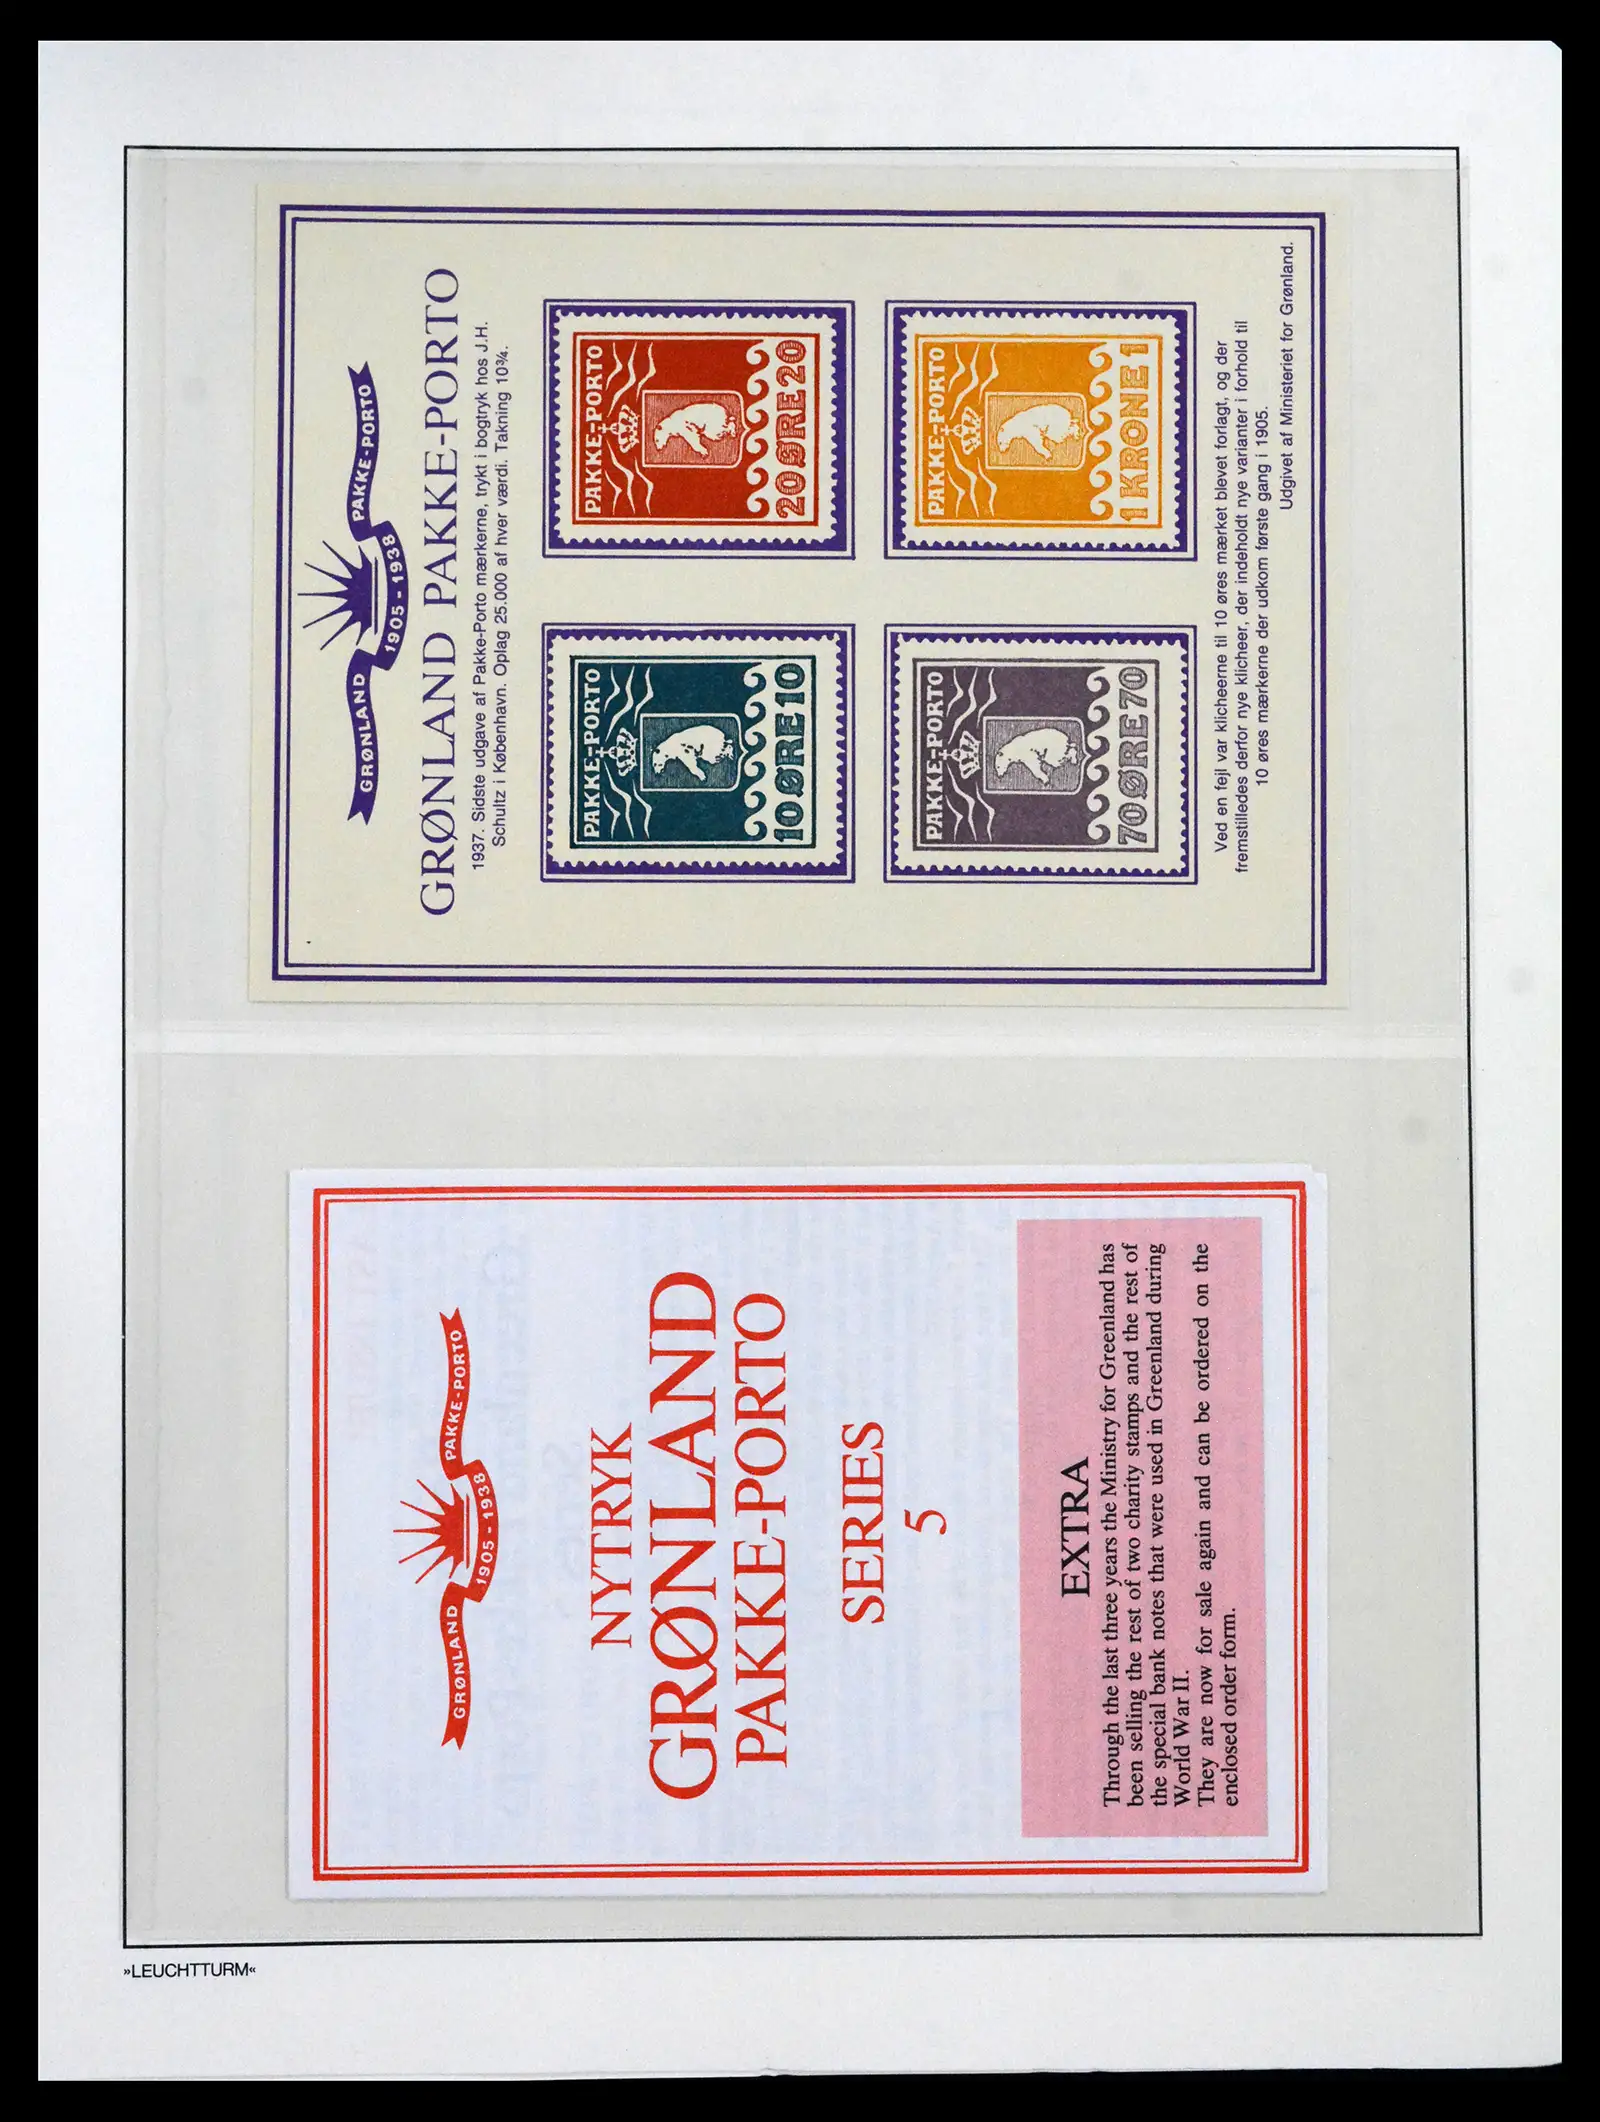 GRØNLAND 1905-1938 PAKKE-PORTO
GRØNLAND PAKKE-PORTO
1937. Sidste udgave af Pakke-Porto mærkerne, trykt i bogtryk hos J.H.
Schultz i København. Oplag 25.000 af hver værdi. Takning 10¾.
PAKKE-PORTO
10 ØRE 10
PAKKE-PORTO
20 ØRE 20
PAKKE-PORTO
70 ØRE 70
PAKKE-PORTO
1 KRONE 1
Ved en fejl var klicheerne til 10 øres mærket blevet forlagt, og der
fremstilledes derfor nye klicheer, der indeholdt nye varianter i forhold til
10 øres mærkerne der udkom første gang i 1905.
Udgivet af Ministeriet for Grønland.
GRØNLAND 1905-1938 PAKKE-PORTO
NYTRYK
GRØNLAND
PAKKE-PORTO
SERIES
5
EXTRA
Through the last three years the Ministry for Greenland has
been selling the rest of two charity stamps and the rest of
the special bank notes that were used in Greenland during
World War II.
They are now for sale again and can be ordered on the
enclosed order form.
»LEUCHTTURM«